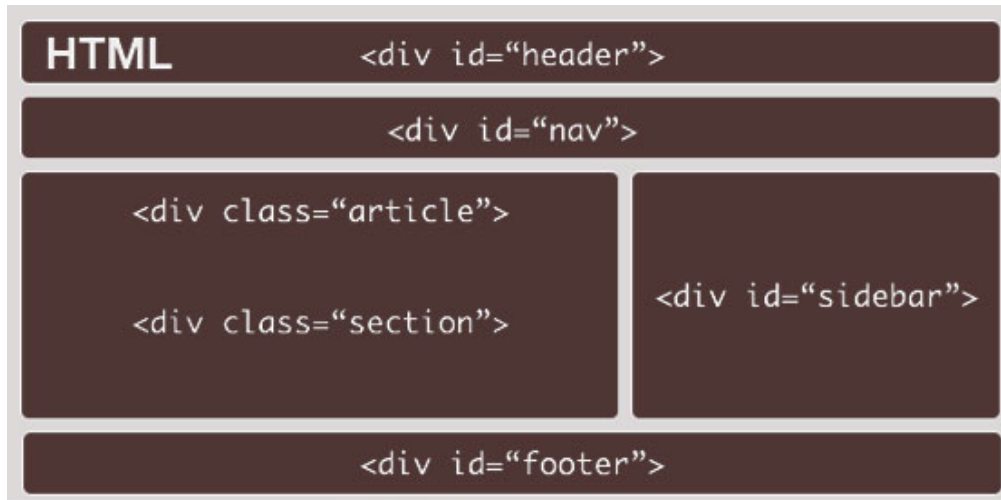 HTML <div id=“header”>
<div id=“nav”>
<div class=“article”>
<div class=“section”>
<div id=“sidebar”>
<div id=“footer”>